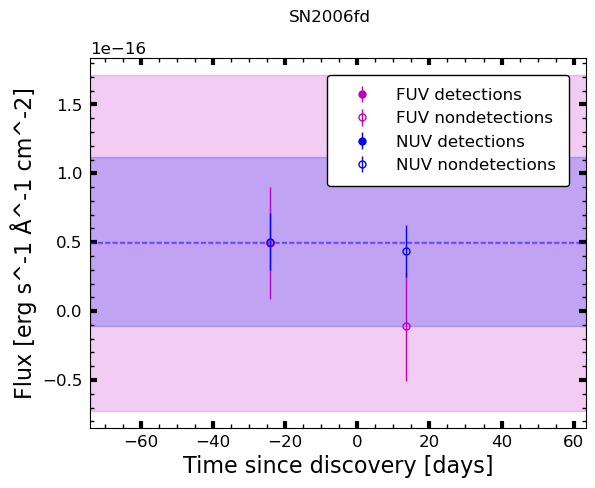 SN2006fd
1e−16
FUV detections
FUV nondetections
NUV detections
NUV nondetections
1.5
1.0
0.5
0.0
−0.5
Flux [erg s^-1 Å^-1 cm^-2]
−60 −40 −20 0 20 40 60
Time since discovery [days]